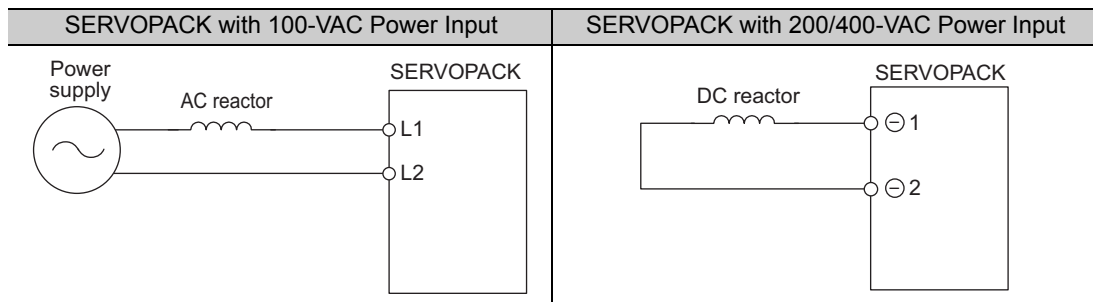 SERVOPACK with 100-VAC Power Input
SERVOPACK with 200/400-VAC Power Input
Power
supply
AC reactor
SERVOPACK
L1
L2
DC reactor
SERVOPACK
⊖ 1
⊖ 2